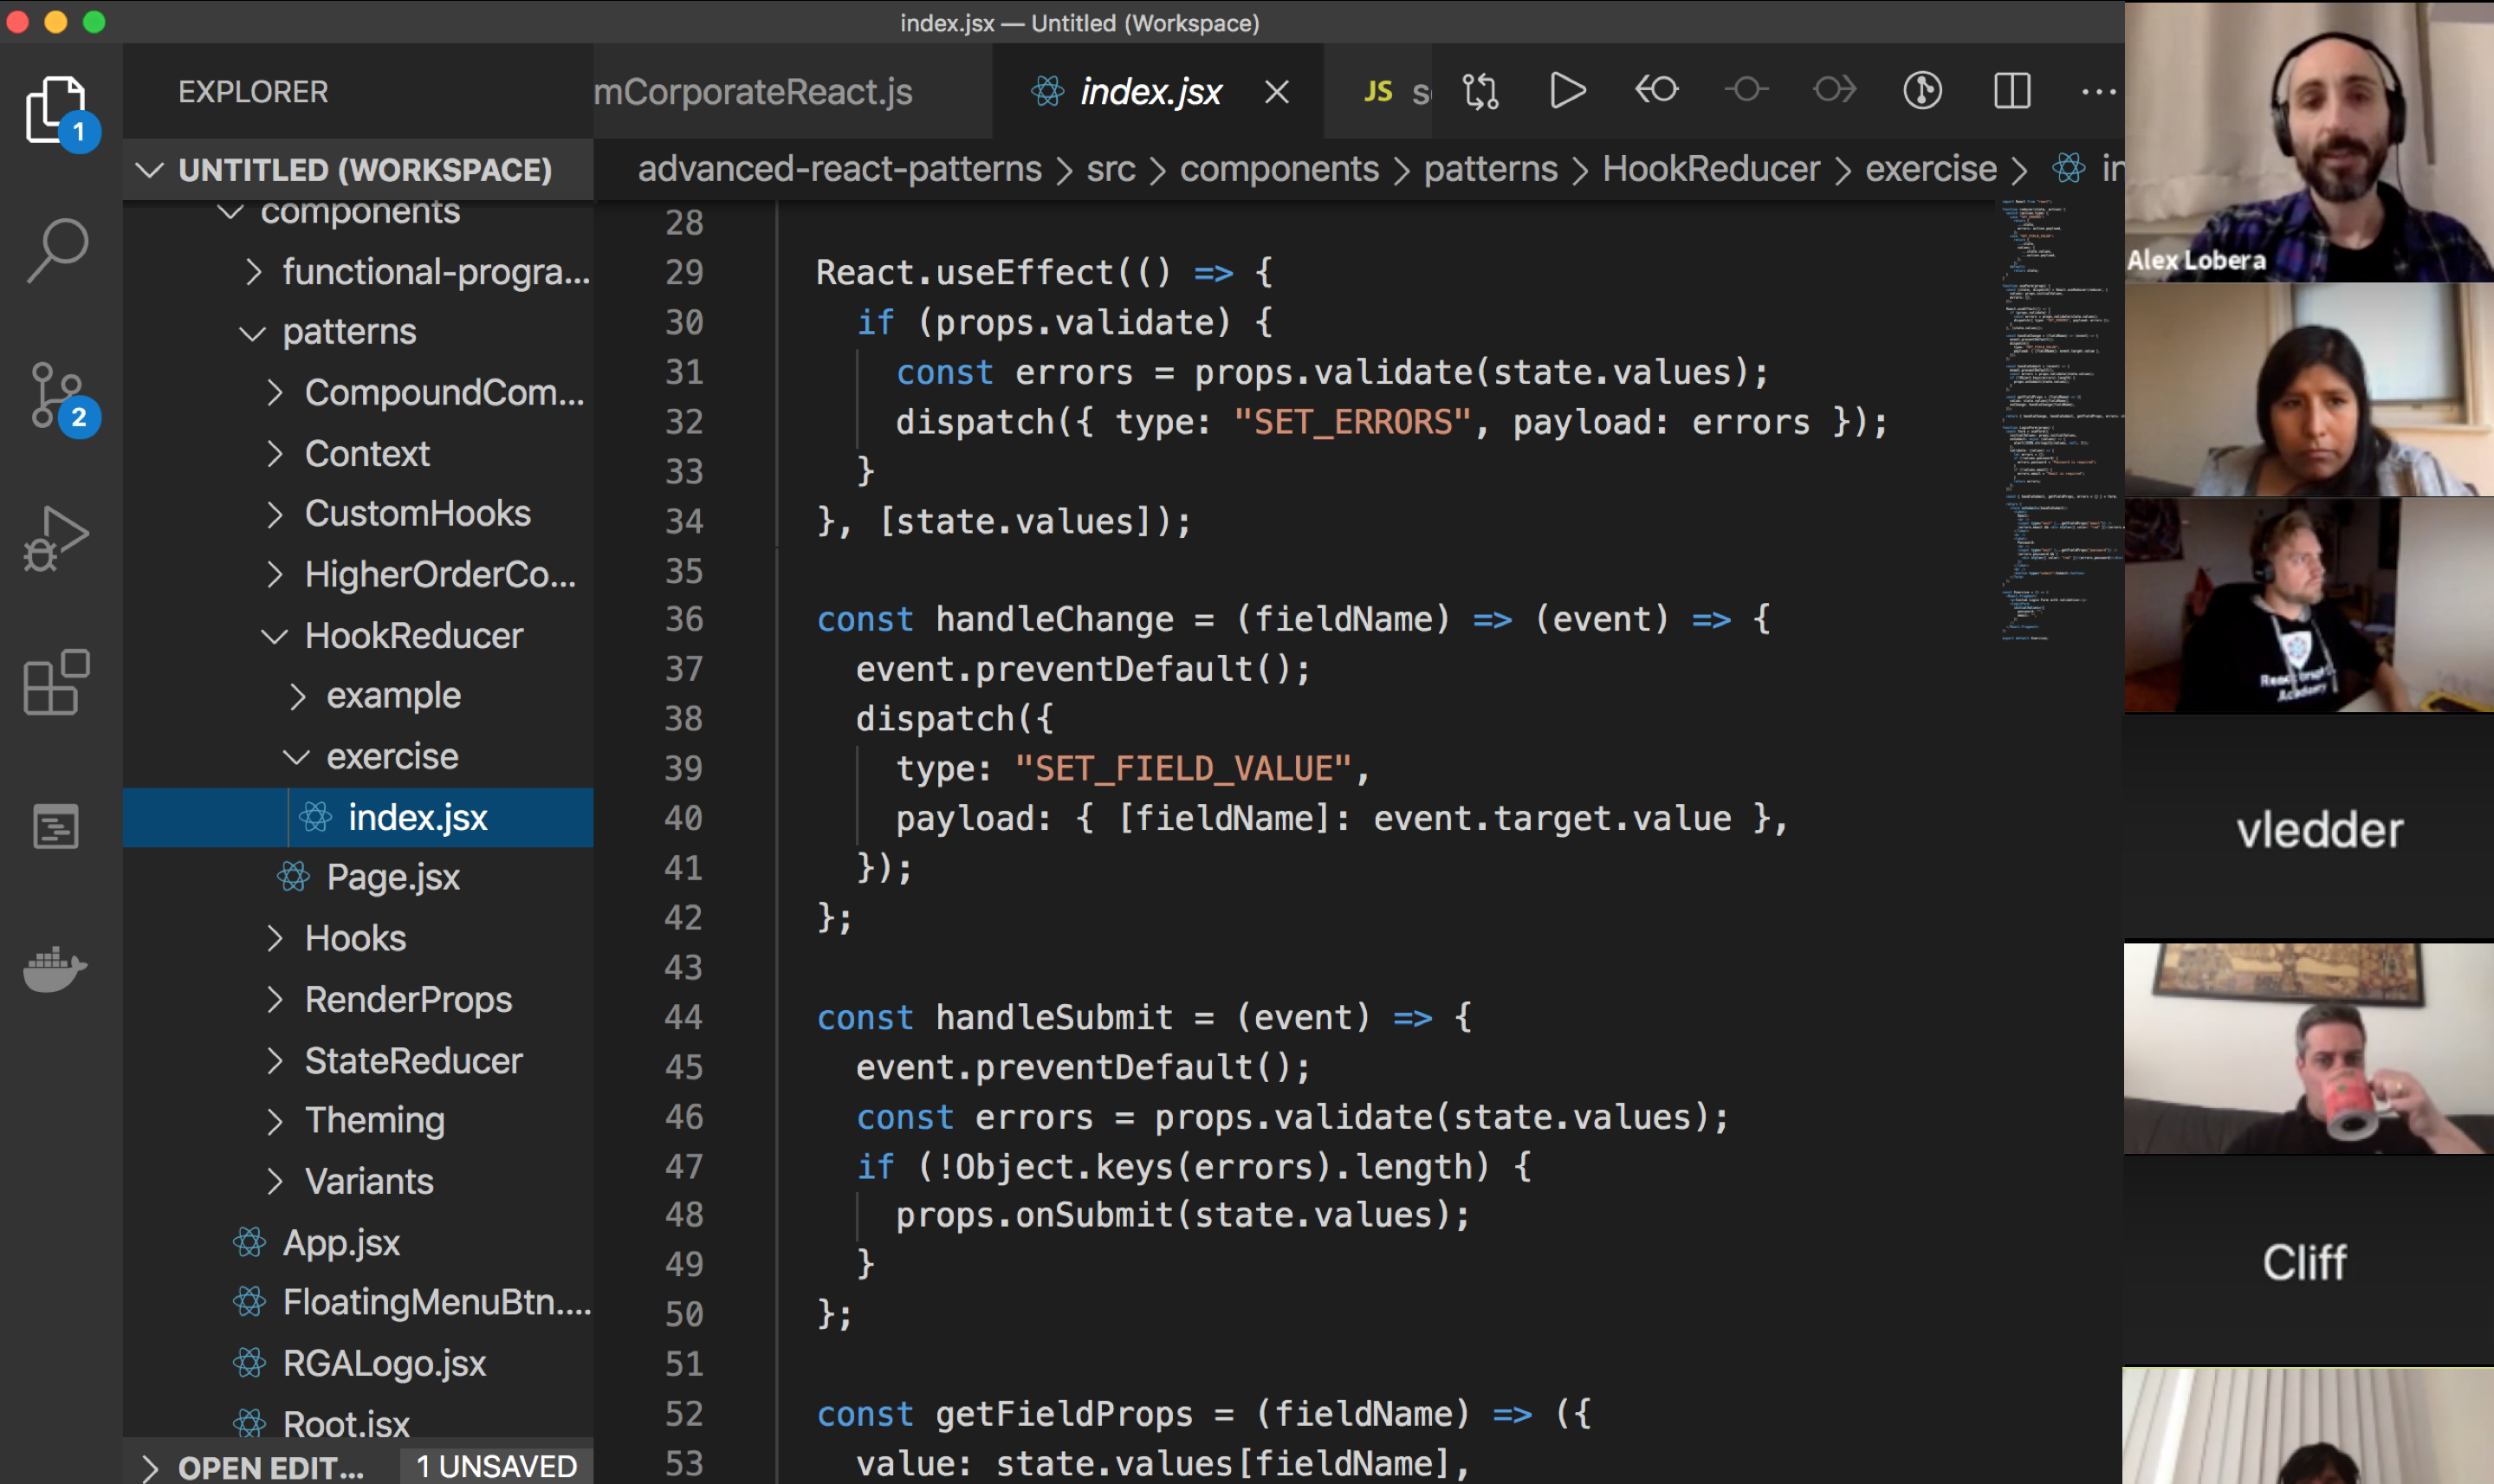 index.jsx — Untitled (Workspace)
EXPLORER
mCorporateReact.js
index.jsx
JS
1
UNTITLED (WORKSPACE)
advanced-react-patterns > src > components > patterns > HookReducer > exercise >
components
functional-progra...
patterns
CompoundCom...
2
Context
CustomHooks
HigherOrderCo...
HookReducer
example
exercise
index.jsx
Page.jsx
Hooks
RenderProps
StateReducer
Theming
Variants
App.jsx
FloatingMenuBtn....
RGALogo.jsx
Root.jsx
OPEN EDIT... 1 UNSAVED
28
29 React.useEffect(() => {
30 if (props.validate) {
31 const errors = props.validate(state.values);
32 dispatch({ type: "SET_ERRORS", payload: errors });
33 }
34 }, [state.values]);
35
36 const handleChange = (fieldName) => (event) => {
37 event.preventDefault();
38 dispatch({
39 type: "SET_FIELD_VALUE",
40 payload: { [fieldName]: event.target.value },
41 });
42 };
43
44 const handleSubmit = (event) => {
45 event.preventDefault();
46 const errors = props.validate(state.values);
47 if (!Object.keys(errors).length) {
48 props.onSubmit(state.values);
49 }
50 };
51
52 const getFieldProps = (fieldName) => ({
53 value: state.values[fieldName],
Alex Lobera
Academy
vledder
Cliff